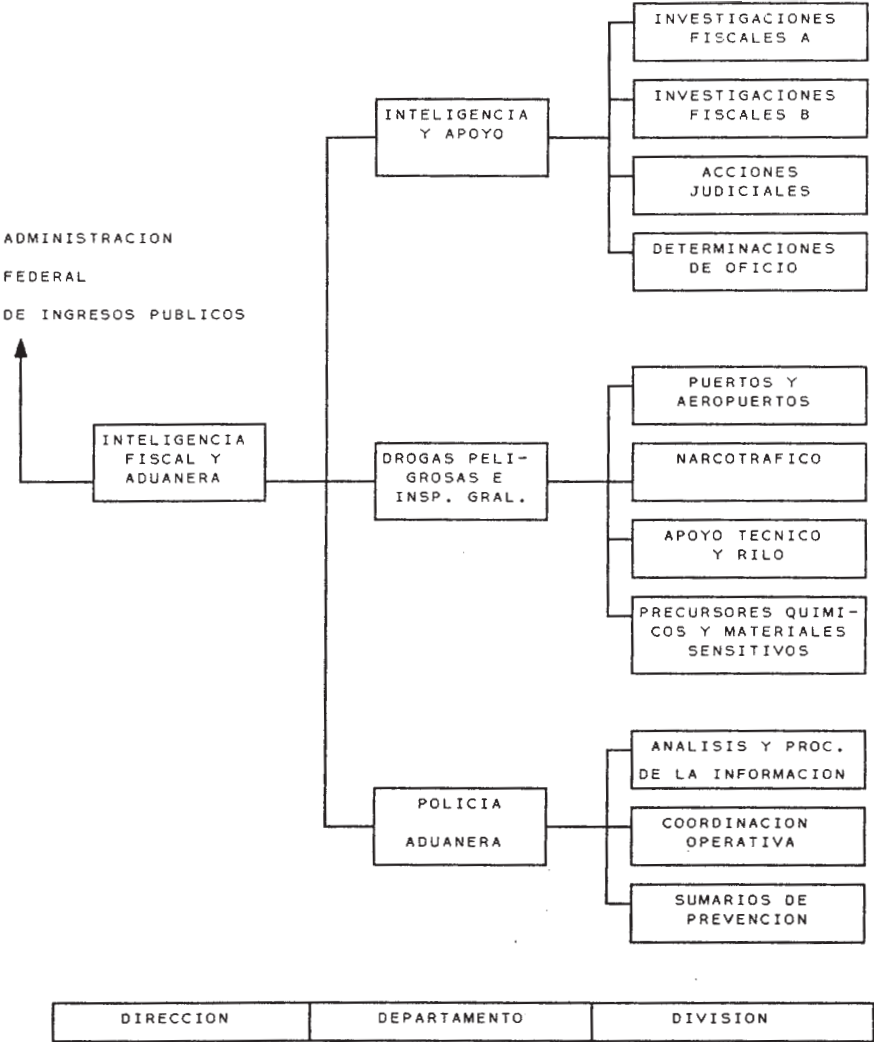 ADMINISTRACION
FEDERAL
DE INGRESOS PUBLICOS
INTELIGENCIA
FISCAL Y
ADUANERA
INTELIGENCIA
Y APOYO
INVESTIGACIONES
FISCALES A
INVESTIGACIONES
FISCALES B
ACCIONES
JUDICIALES
DETERMINACIONES
DE OFICIO
DROGAS PELI-
GROSAS E
INSP. GRAL.
PUERTOS Y
AEROPUERTOS
NARCOTRAFICO
APOYO TECNICO
Y RILO
PRECURSORES QUIMI-
COS Y MATERIALES
SENSITIVOS
POLICIA
ADUANERA
ANALISIS Y PROC.
DE LA INFORMACION
COORDINACION
OPERATIVA
SUMARIOS DE
PREVENCION
DIRECCION DEPARTAMENTO DIVISION